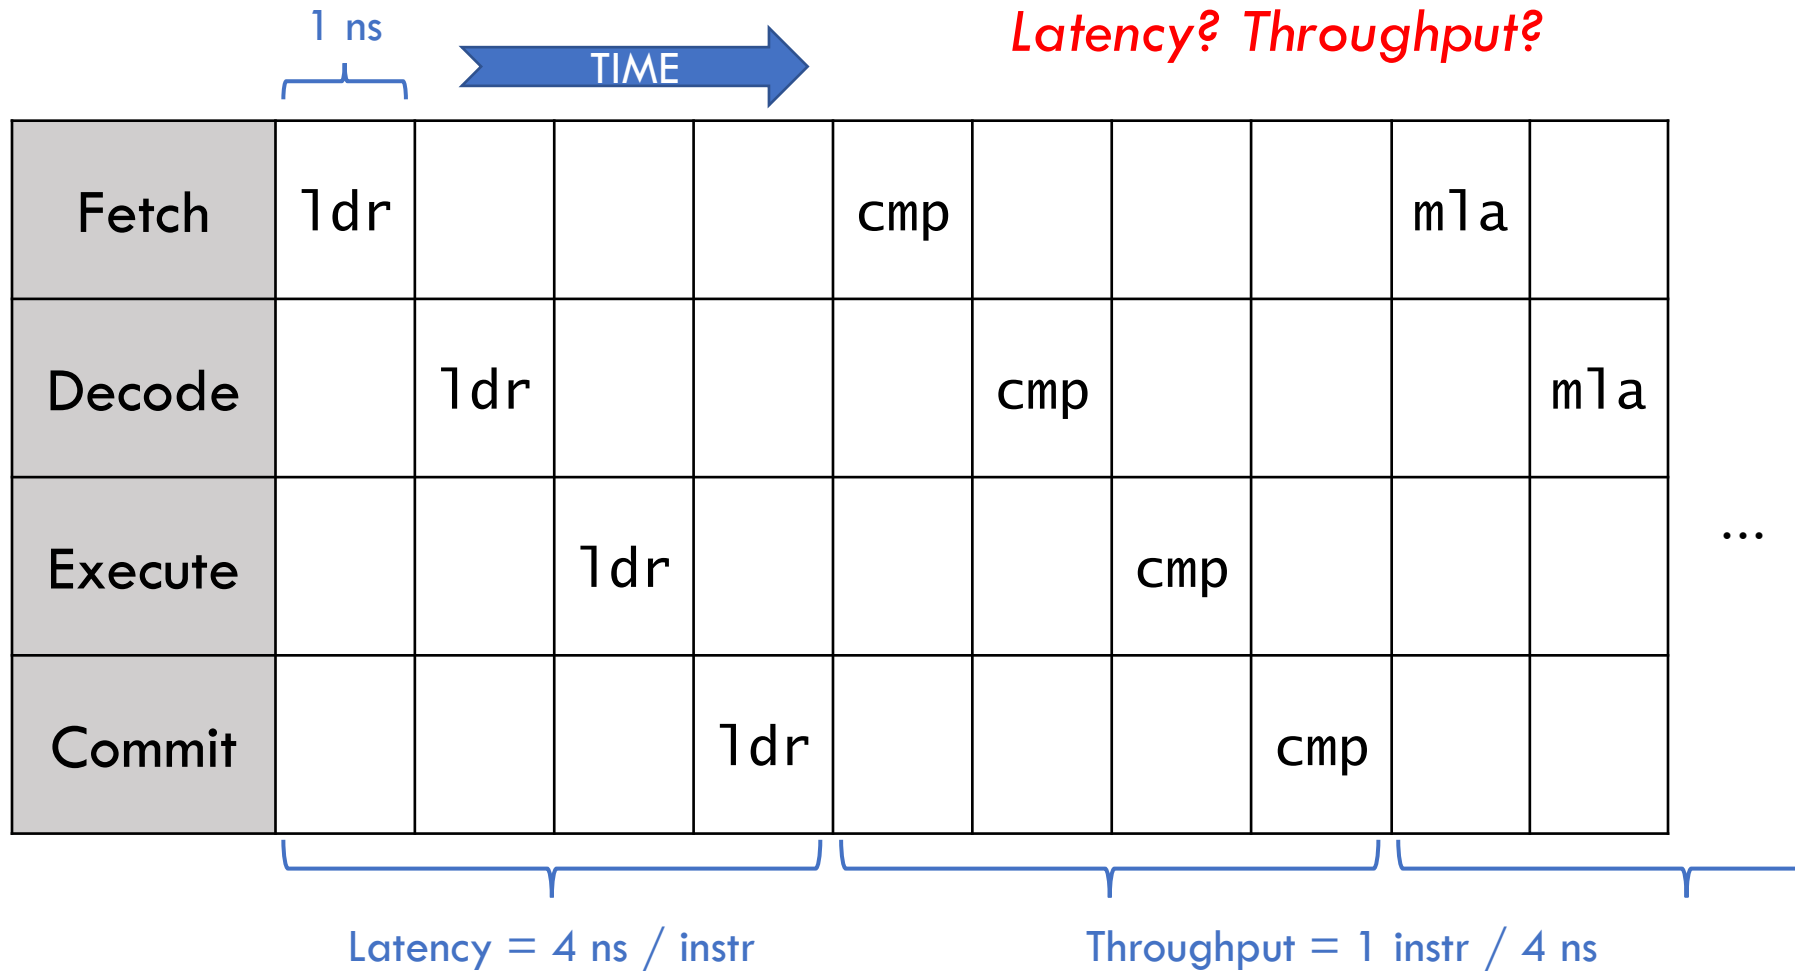 1 ns
TIME
Latency? Throughput?
Fetch ldr cmp mla
Decode ldr cmp mla
Execute ldr cmp
...
Commit ldr cmp
Latency = 4 ns / instr
Throughput = 1 instr / 4 ns